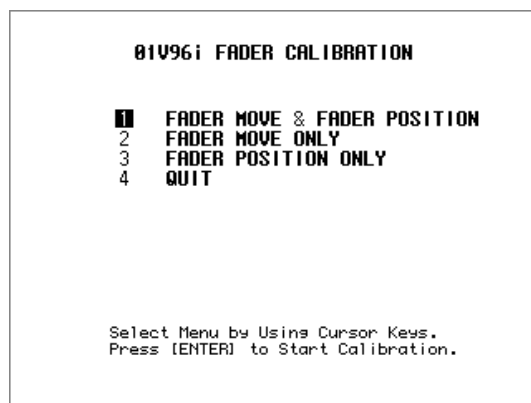 01V96i FADER CALIBRATION
1 FADER MOVE & FADER POSITION
2 FADER MOVE ONLY
3 FADER POSITION ONLY
4 QUIT
Select Menu by Using Cursor Keys.
Press [ENTER] to Start Calibration.